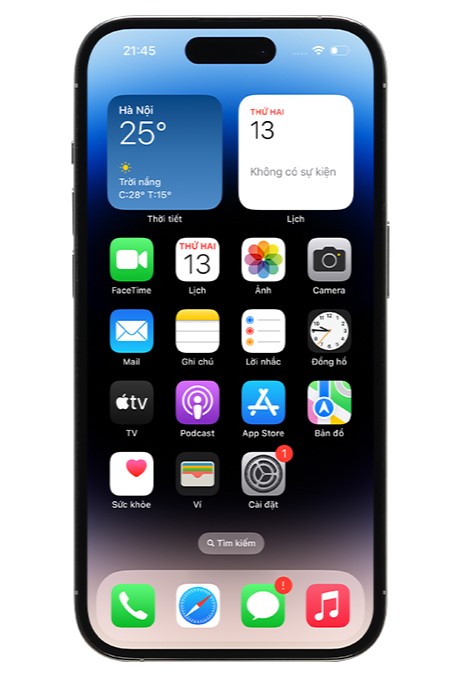 21:45
Hà Nội
25°
Trời nắng
C:28° T:15°
Thời tiết
THỨ HAI
13
Không có sự kiện
Lịch
FaceTime
THỨ HAI
13
Lịch
Ảnh
Camera
Mail
Ghi chú
Lời nhắc
Đồng hồ
tv
TV
Podcast
App Store
Bản đồ
Sức khỏe
Ví
1
Cài đặt
Tìm kiếm
!